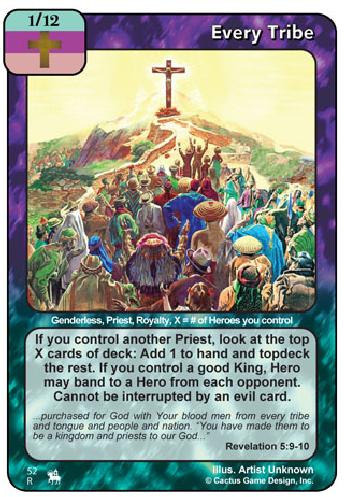 1/12
Every Tribe
Genderless, Priest, Royalty, X = # of Heroes you control
If you control another Priest, look at the top
X cards of deck: Add 1 to hand and topdeck
the rest. If you control a good King, Hero
may band to a Hero from each opponent.
Cannot be interrupted by an evil card.
...purchased for God with Your blood men from every tribe
and tongue and people and nation. "You have made them to
be a kingdom and priests to our God..."
Revelation 5:9-10
52
R
Illus. Artist Unknown
© Cactus Game Design, Inc.